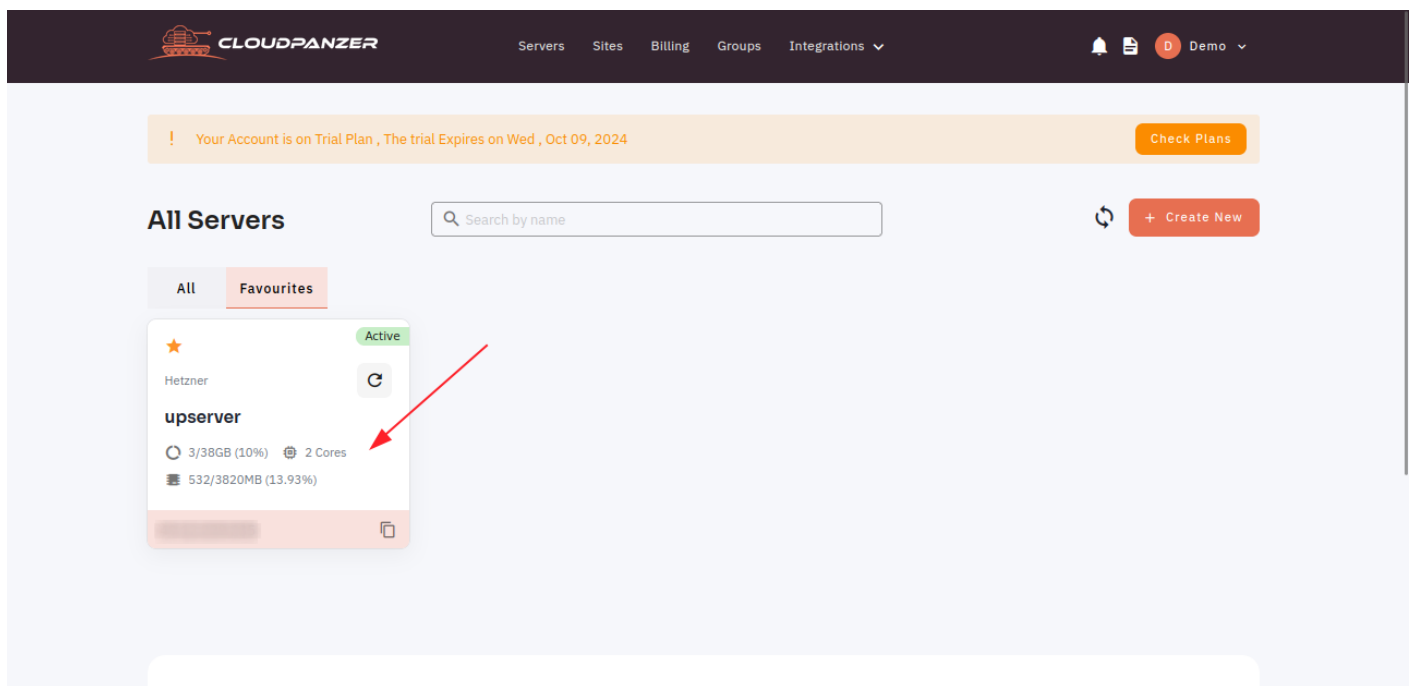 CLOUDPANZER Servers Sites Billing Groups Integrations D Demo
! Your Account is on Trial Plan , The trial Expires on Wed , Oct 09, 2024 Check Plans
All Servers Search by name + Create New
All Favourites
Active
Hetzner
upserver
3/38GB (10%) 2 Cores
532/3820MB (13.93%)